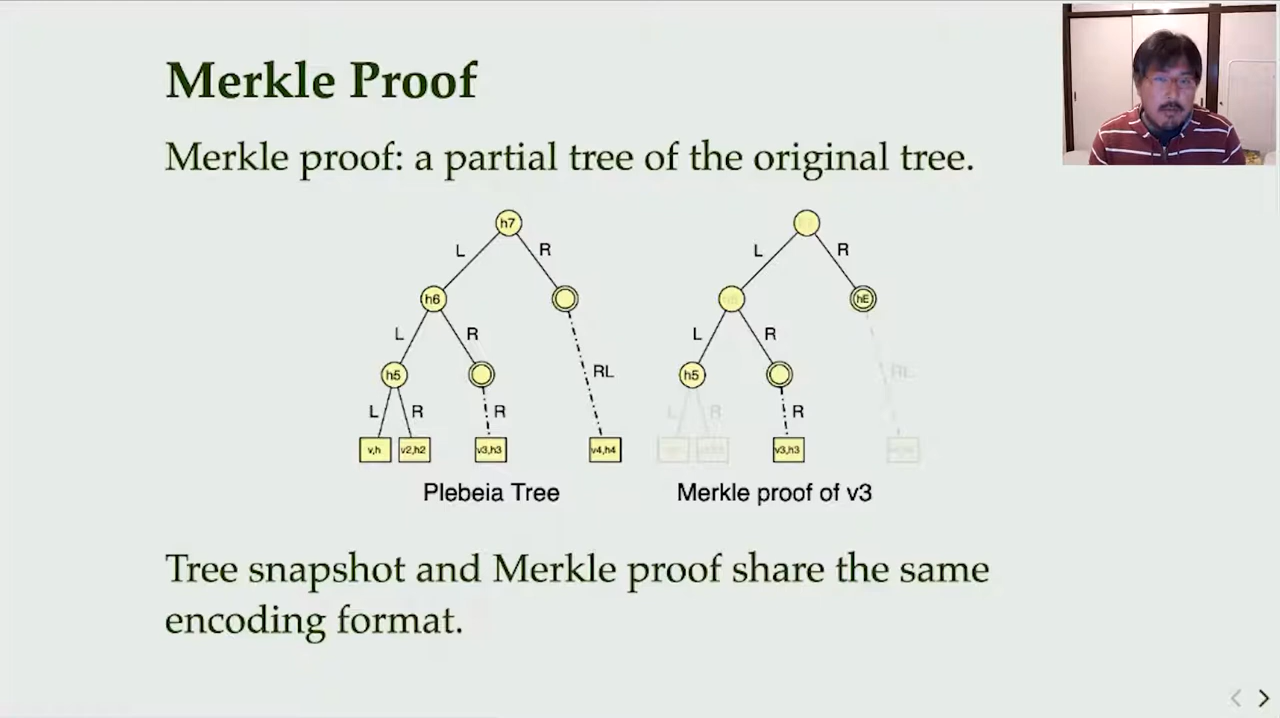 Merkle Proof
Merkle proof: a partial tree of the original tree.
h7
L R
h6
L R
h5
L R R RL
v,h v2,h2 v3,h3 v4,h4
Plebeia Tree
L R
hE
L R
h5
L R R RL
v3,h3
Merkle proof of v3
Tree snapshot and Merkle proof share the same
encoding format.